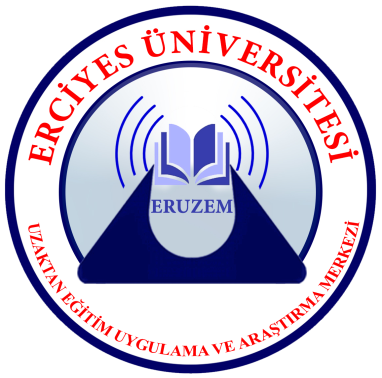 ERCİYES ÜNİVERSİTESİ
ERUZEM
UZAKTAN EĞİTİM UYGULAMA VE ARAŞTIRMA MERKEZİ